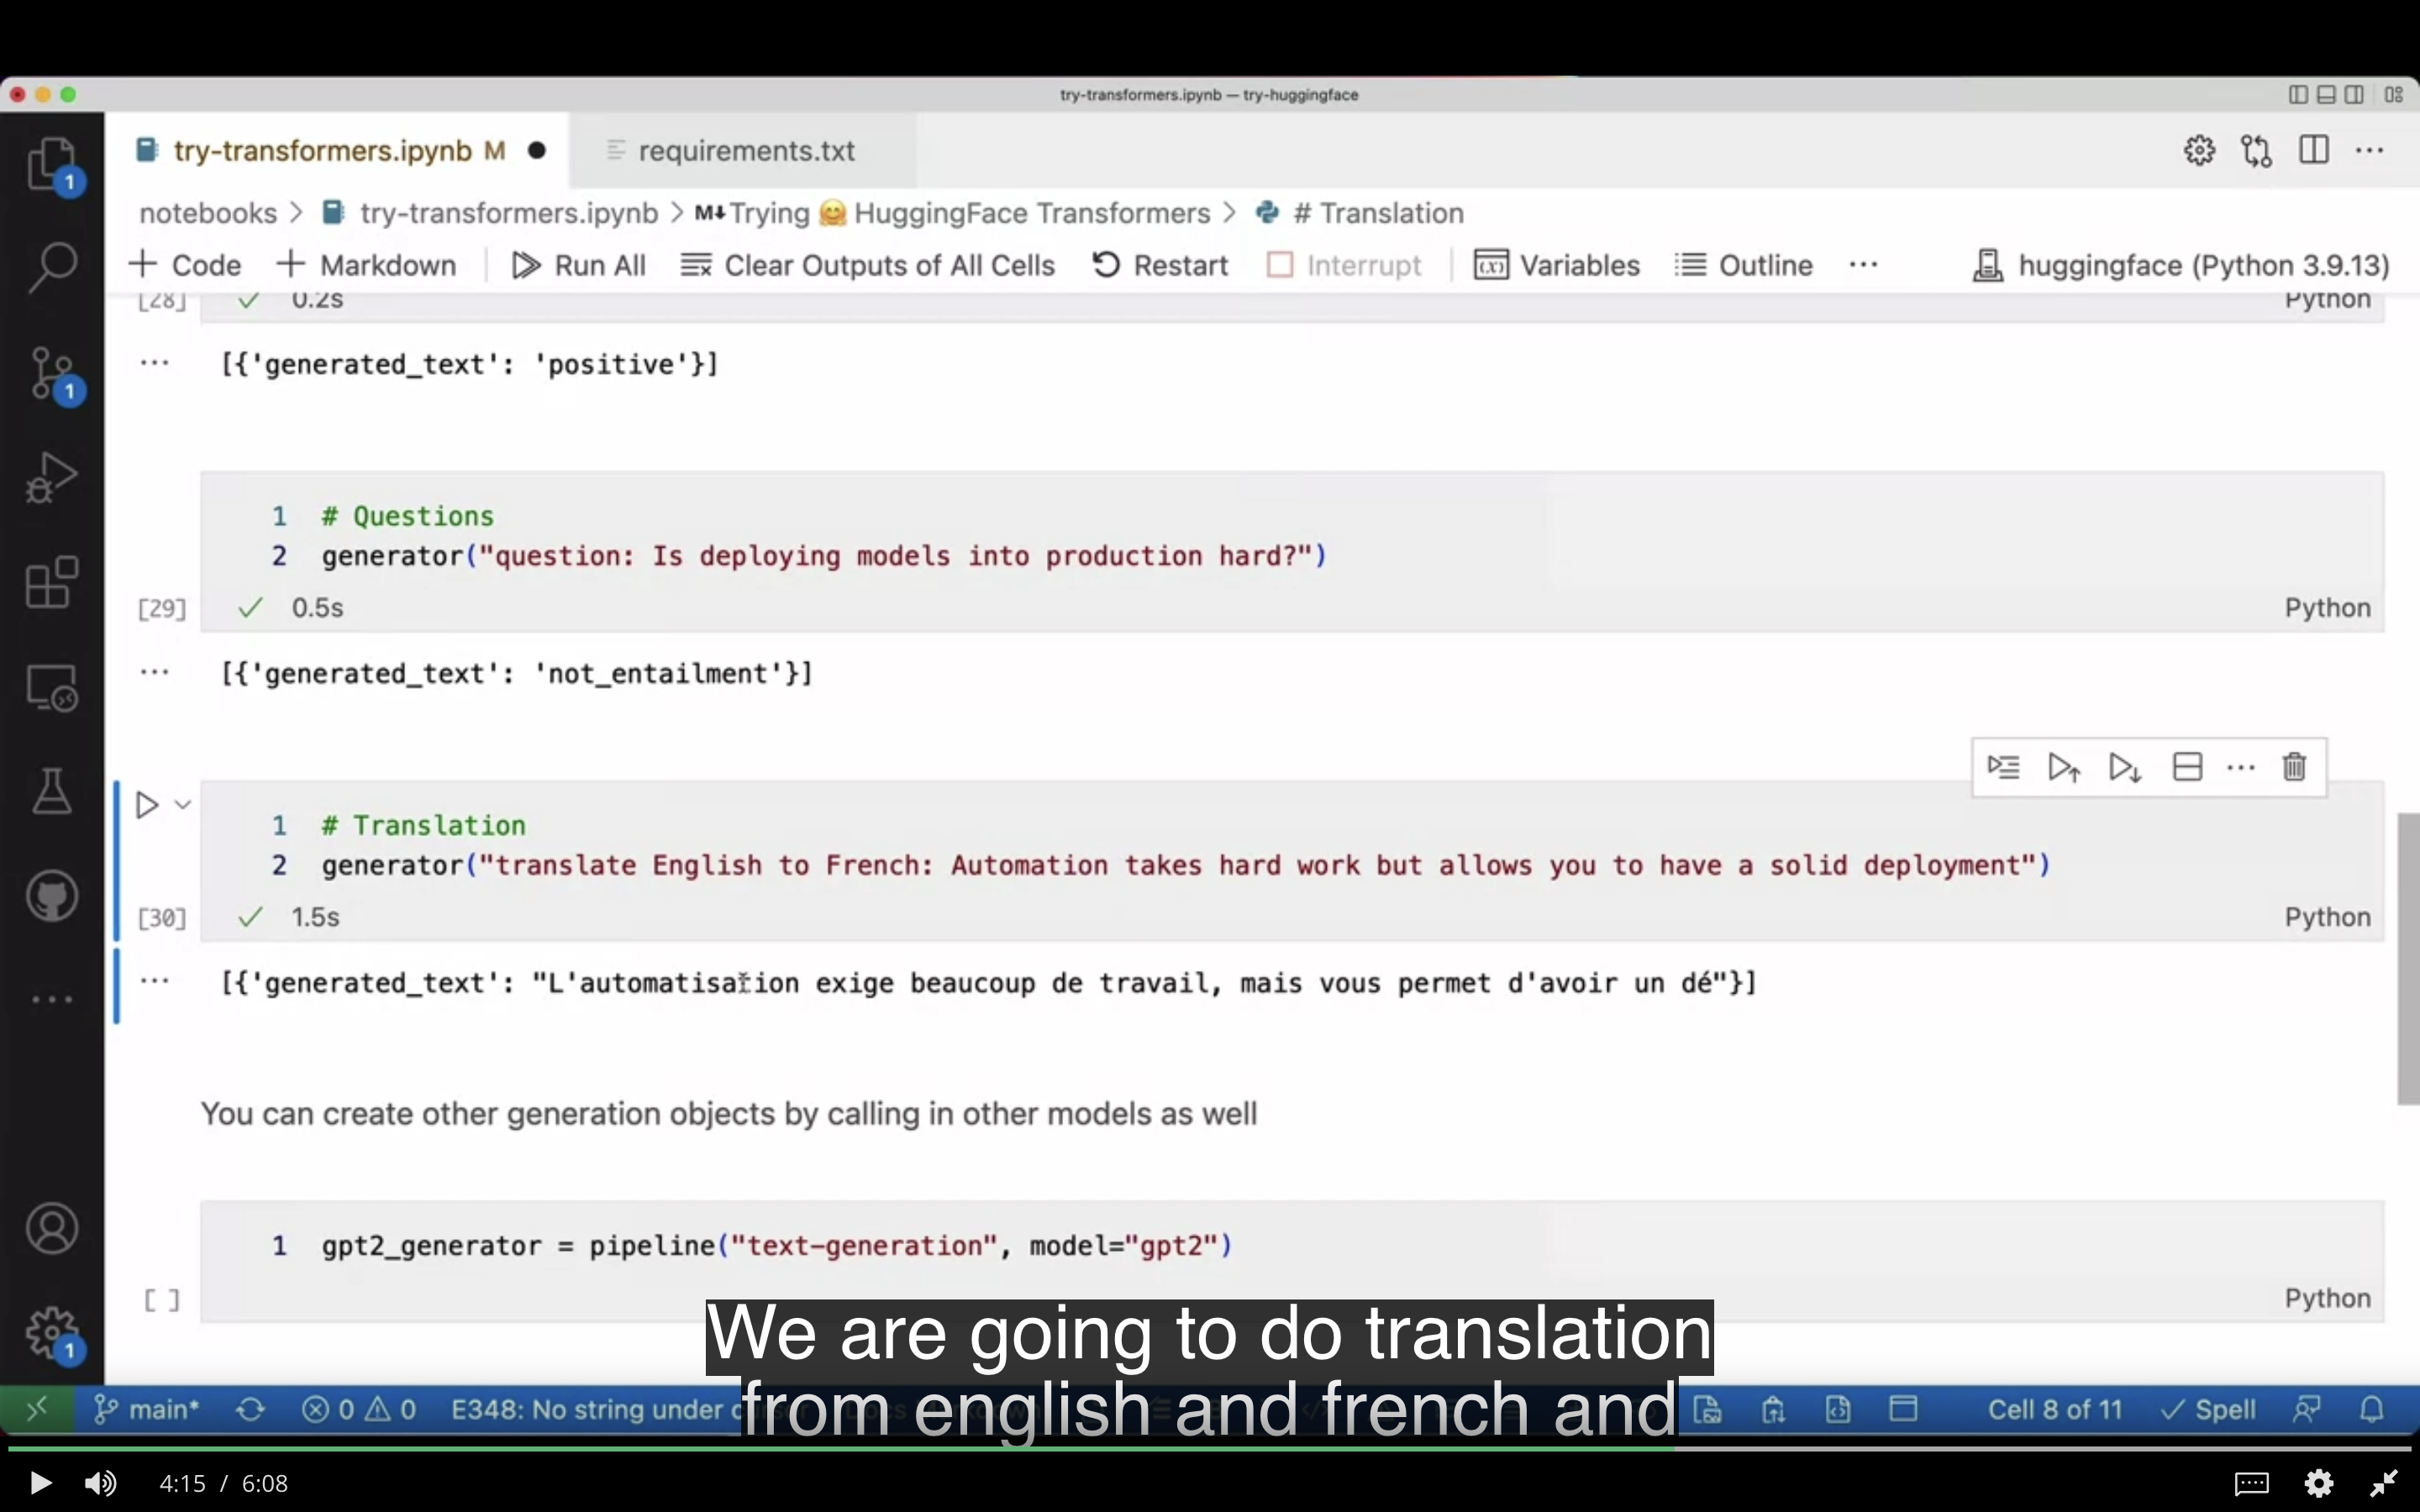 try-transformers.ipynb — try-huggingface
try-transformers.ipynb M
requirements.txt
notebooks > try-transformers.ipynb > M↓Trying 🤗 HuggingFace Transformers > # Translation
+ Code + Markdown Run All Clear Outputs of All Cells Restart Interrupt Variables Outline ··· huggingface (Python 3.9.13)
[28] ✓ 0.2s Python
[{'generated_text': 'positive'}]
1 # Questions
2 generator("question: Is deploying models into production hard?")
[29] ✓ 0.5s Python
[{'generated_text': 'not_entailment'}]
1 # Translation
2 generator("translate English to French: Automation takes hard work but allows you to have a solid deployment")
[30] ✓ 1.5s Python
[{'generated_text': "L'automatisation exige beaucoup de travail, mais vous permet d'avoir un dé"}]
You can create other generation objects by calling in other models as well
1 gpt2_generator = pipeline("text-generation", model="gpt2")
[ ] Python
We are going to do translation
from english and french and
main* 0 0 E348: No string under Cell 8 of 11 ✓ Spell
1
1
1
4:15 / 6:08